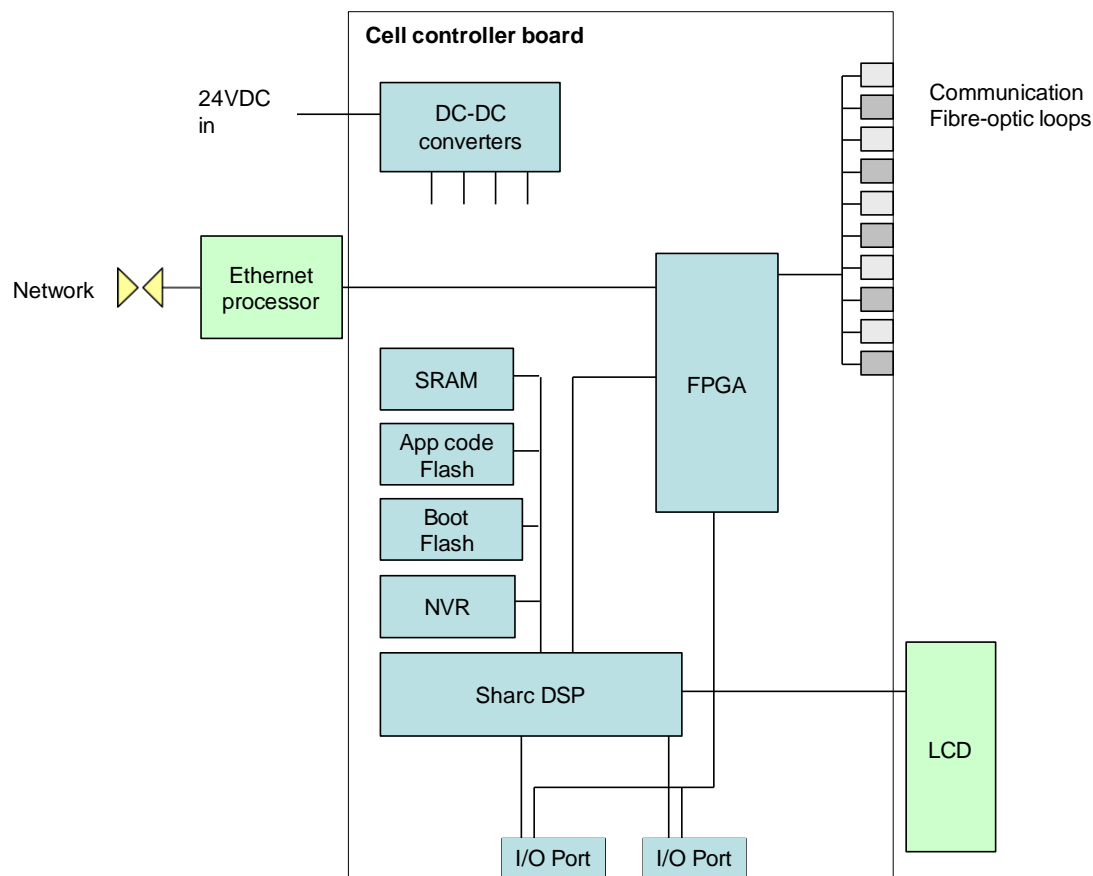 Cell controller board
24VDC
in
DC-DC
converters
Communication
Fibre-optic loops
Network
Ethernet
processor
FPGA
SRAM
App code
Flash
Boot
Flash
NVR
Sharc DSP
LCD
I/O Port
I/O Port